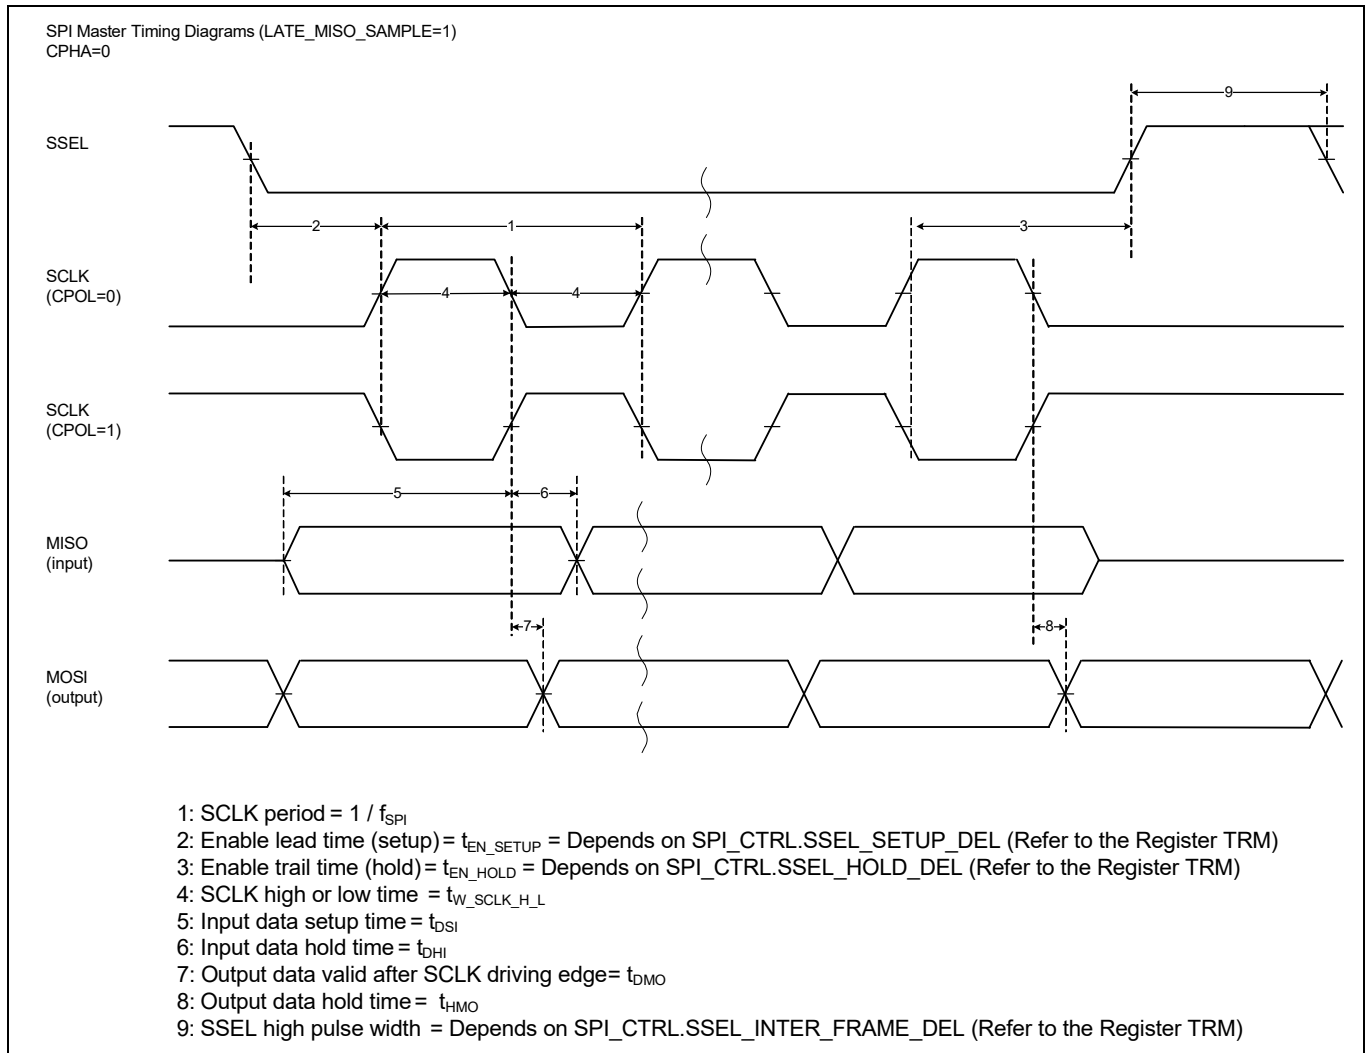 SPI Master Timing Diagrams (LATE_MISO_SAMPLE=1)
CPHA=0
9
SSEL
2
1
3
SCLK
(CPOL=0)
4
4
SCLK
(CPOL=1)
5
6
MISO
(input)
7
8
MOSI
(output)
1: SCLK period = 1 / fSPI
2: Enable lead time (setup) = tEN_SETUP = Depends on SPI_CTRL.SSEL_SETUP_DEL (Refer to the Register TRM)
3: Enable trail time (hold) = tEN_HOLD = Depends on SPI_CTRL.SSEL_HOLD_DEL (Refer to the Register TRM)
4: SCLK high or low time = tW_SCLK_H_L
5: Input data setup time = tDSI
6: Input data hold time = tDHI
7: Output data valid after SCLK driving edge= tDMO
8: Output data hold time = tHMO
9: SSEL high pulse width = Depends on SPI_CTRL.SSEL_INTER_FRAME_DEL (Refer to the Register TRM)